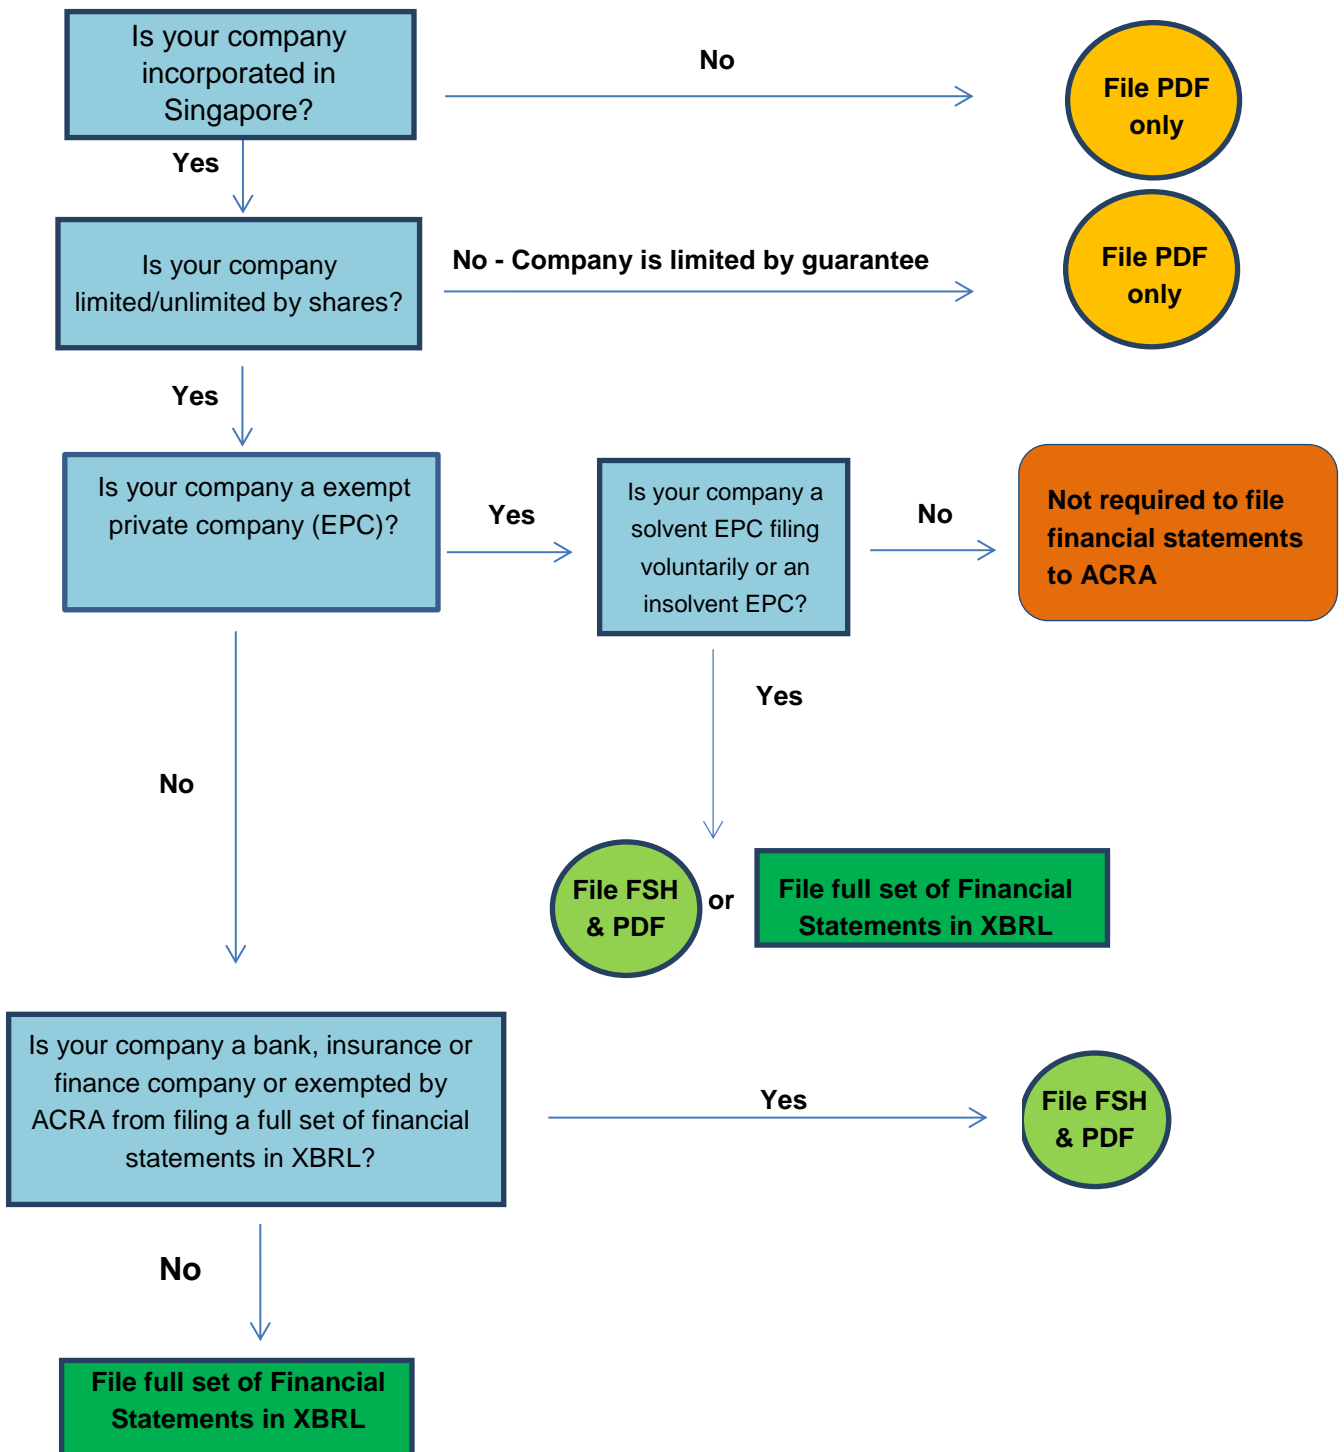 Is your company
incorporated in
Singapore?
No
File PDF
only
Yes
Is your company
limited/unlimited by shares?
No - Company is limited by guarantee
File PDF
only
Yes
Is your company a exempt
private company (EPC)?
Yes
Is your company a
solvent EPC filing
voluntarily or an
insolvent EPC?
No
Not required to file
financial statements
to ACRA
Yes
No
File FSH
& PDF
or
File full set of Financial
Statements in XBRL
Is your company a bank, insurance or
finance company or exempted by
ACRA from filing a full set of financial
statements in XBRL?
Yes
File FSH
& PDF
No
File full set of Financial
Statements in XBRL